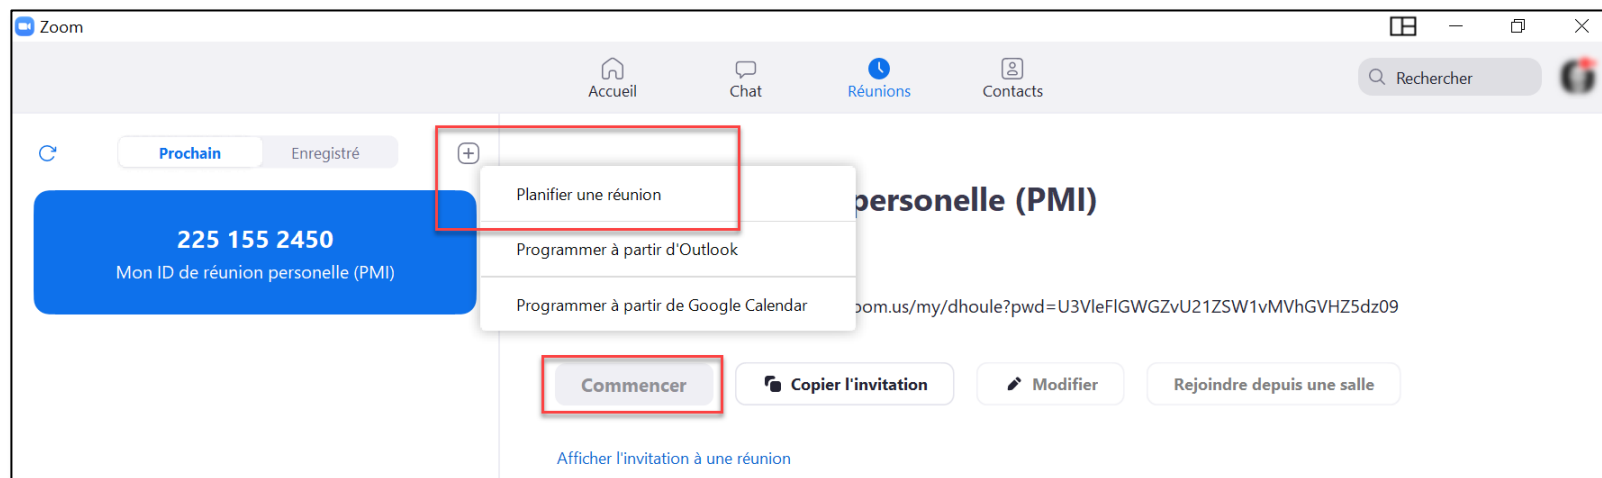 Zoom
Accueil
Chat
Réunions
Contacts
Rechercher
Prochain
Enregistré
225 155 2450
Mon ID de réunion personelle (PMI)
Planifier une réunion
Programmer à partir d'Outlook
Programmer à partir de Google Calendar
personelle (PMI)
oom.us/my/dhoule?pwd=U3VleFlGWGZvU21ZSW1vMVhGVHZ5dz09
Commencer
Copier l'invitation
Modifier
Rejoindre depuis une salle
Afficher l'invitation à une réunion